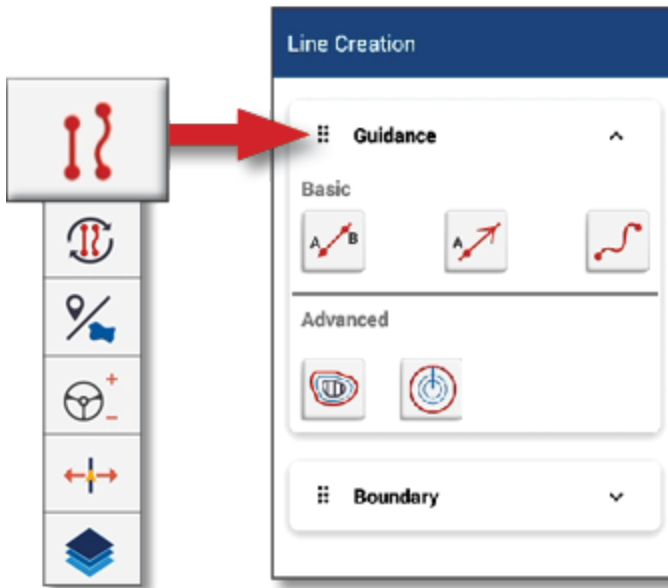 Line Creation
Guidance
Basic
A B
A
Advanced
Boundary